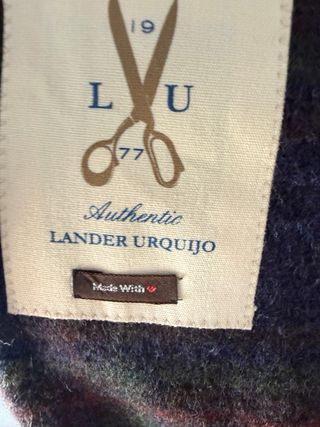 19
L U
77
Authentic
LANDER URQUIJO
Made With